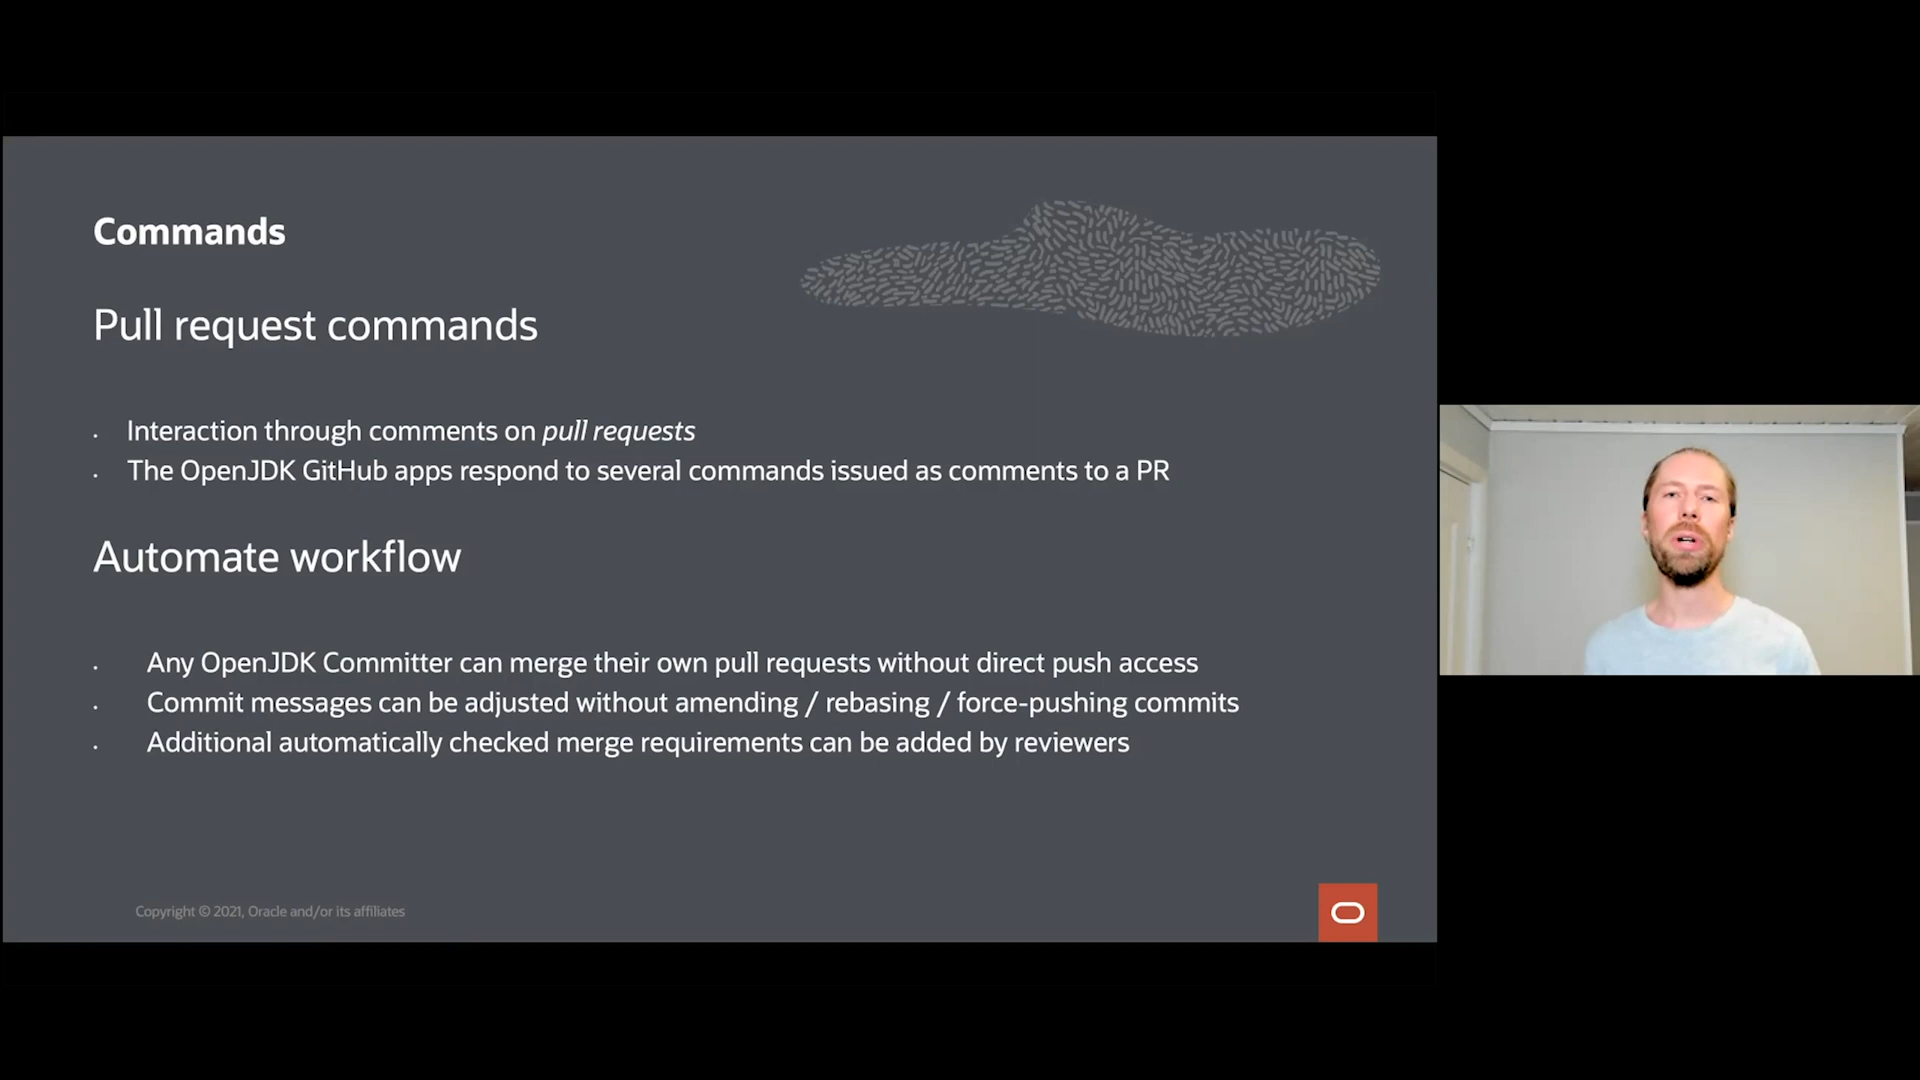 Commands
Pull request commands
Interaction through comments on pull requests
The OpenJDK GitHub apps respond to several commands issued as comments to a PR
Automate workflow
Any OpenJDK Committer can merge their own pull requests without direct push access
Commit messages can be adjusted without amending / rebasing / force-pushing commits
Additional automatically checked merge requirements can be added by reviewers
Copyright © 2021, Oracle and/or its affiliates